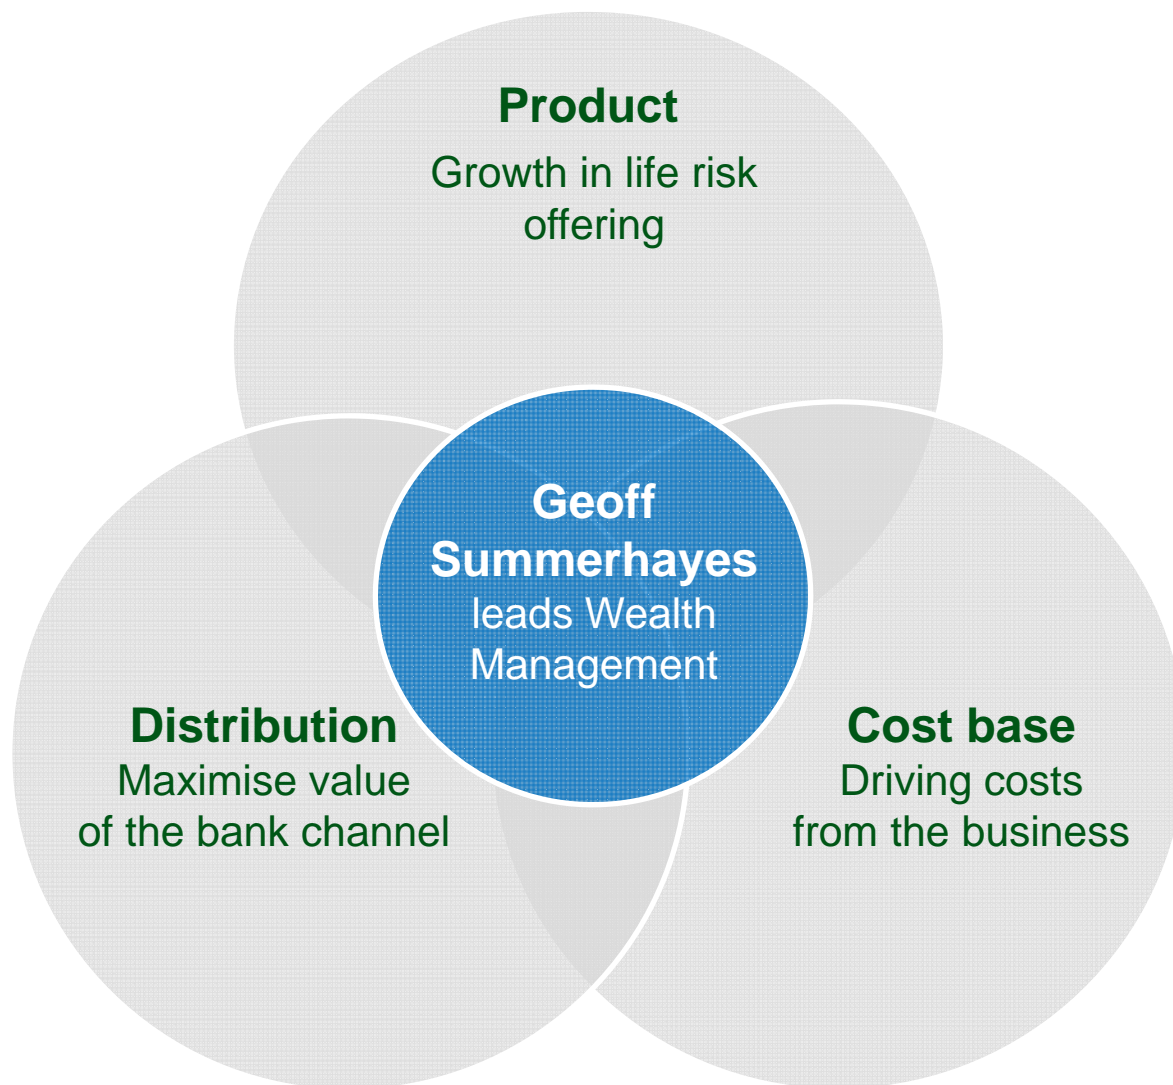 Product
Growth in life risk
offering
Geoff
Summerhayes
leads Wealth
Management
Distribution
Maximise value
of the bank channel
Cost base
Driving costs
from the business